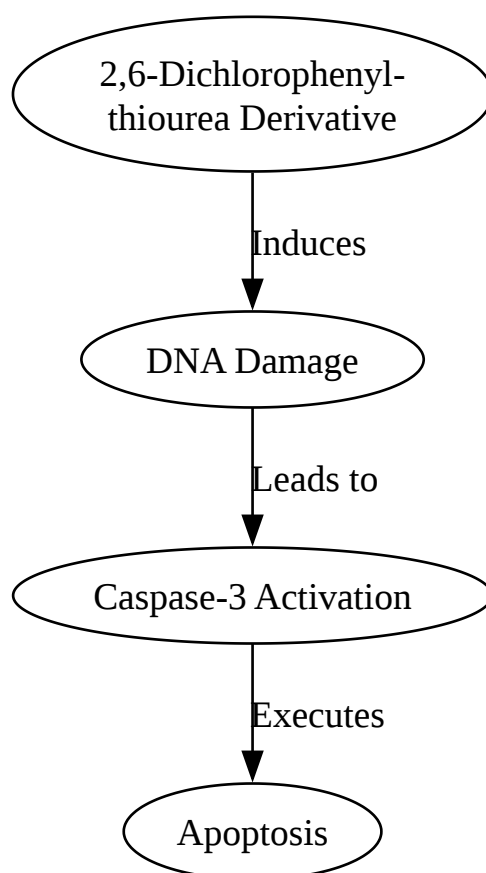 2,6-Dichlorophenyl-
thiourea Derivative
Induces
DNA Damage
Leads to
Caspase-3 Activation
Executes
Apoptosis